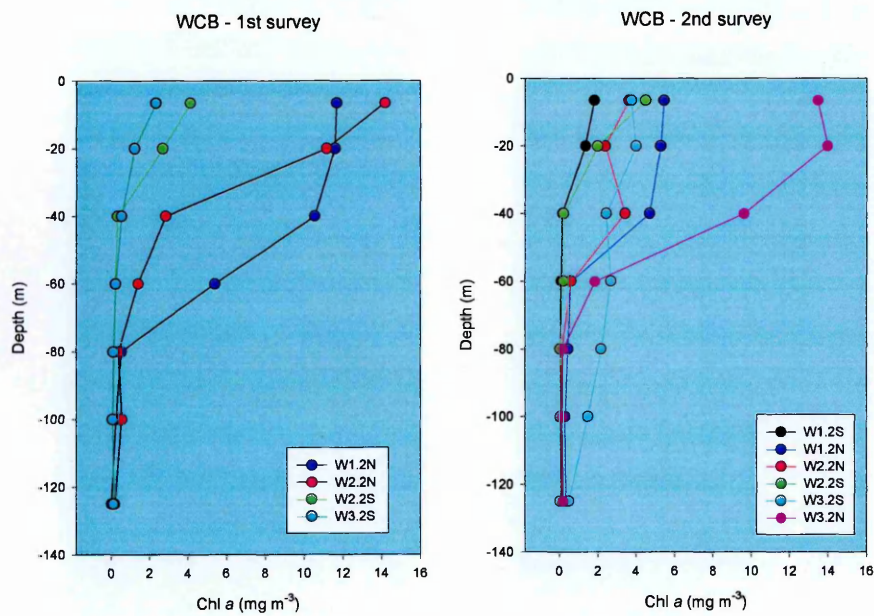 WCB - 1st survey
0
-20
-40
-60
-80
-100
-120
-140
Depth (m)
0 2 4 6 8 10 12 14 16
Chl a (mg m⁻³)
W1.2N
W2.2N
W2.2S
W3.2S
WCB - 2nd survey
0
-20
-40
-60
-80
-100
-120
-140
Depth (m)
0 2 4 6 8 10 12 14 16
Chl a (mg m⁻³)
W1.2S
W1.2N
W2.2N
W2.2S
W3.2S
W3.2N